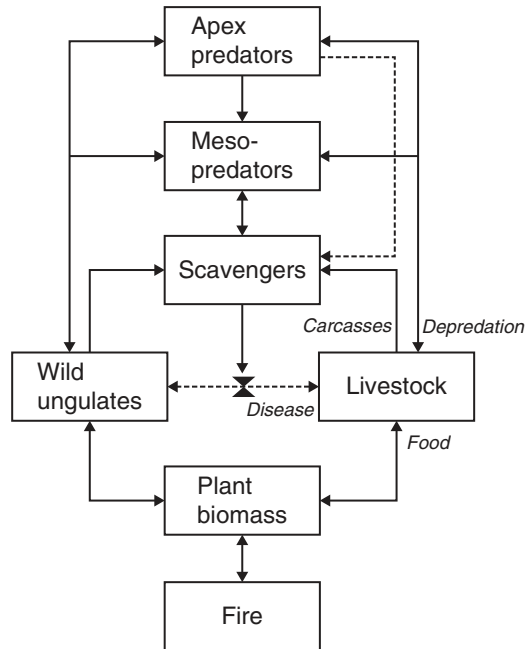 Apex
predators
Meso-
predators
Scavengers
Carcasses
Depredation
Wild
ungulates
Livestock
Disease
Food
Plant
biomass
Fire